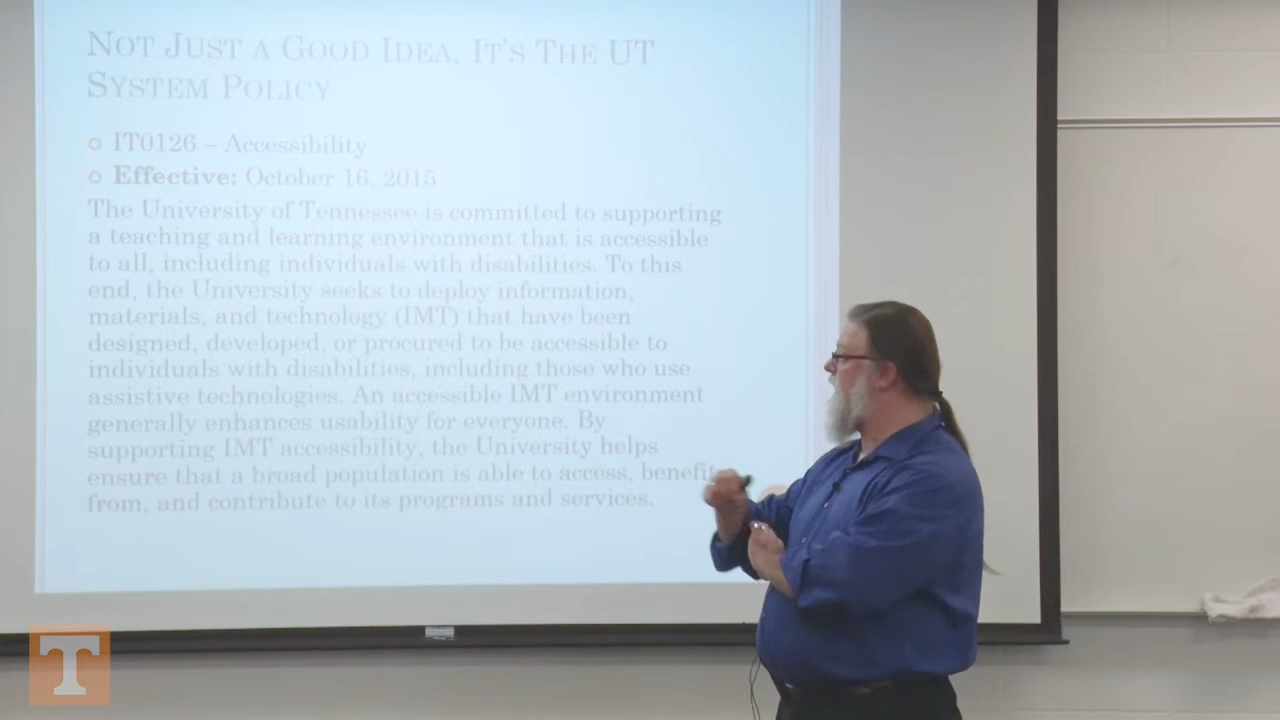 NOT JUST A GOOD IDEA, IT'S THE UT
SYSTEM POLICY
IT0126 – Accessibility
Effective: October 16, 2015
The University of Tennessee is committed to supporting
a teaching and learning environment that is accessible
to all, including individuals with disabilities. To this
end, the University seeks to deploy information,
materials, and technology (IMT) that have been
designed, developed, or procured to be accessible to
individuals with disabilities, including those who use
assistive technologies. An accessible IMT environment
generally enhances usability for everyone. By
supporting IMT accessibility, the University helps
ensure that a broad population is able to access, benefit
from, and contribute to its programs and services.
T